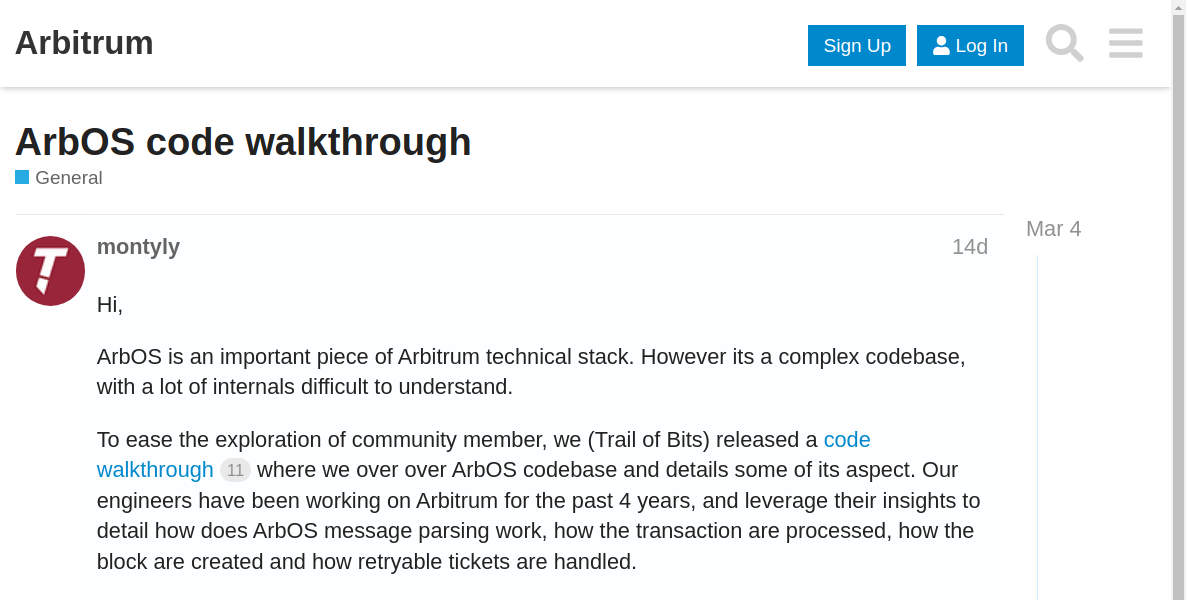 Arbitrum
Sign Up
Log In
ArbOS code walkthrough
General
Mar 4
montyly
14d
Hi,
ArbOS is an important piece of Arbitrum technical stack. However its a complex codebase,
with a lot of internals difficult to understand.
To ease the exploration of community member, we (Trail of Bits) released a code
walkthrough 11 where we over over ArbOS codebase and details some of its aspect. Our
engineers have been working on Arbitrum for the past 4 years, and leverage their insights to
detail how does ArbOS message parsing work, how the transaction are processed, how the
block are created and how retryable tickets are handled.